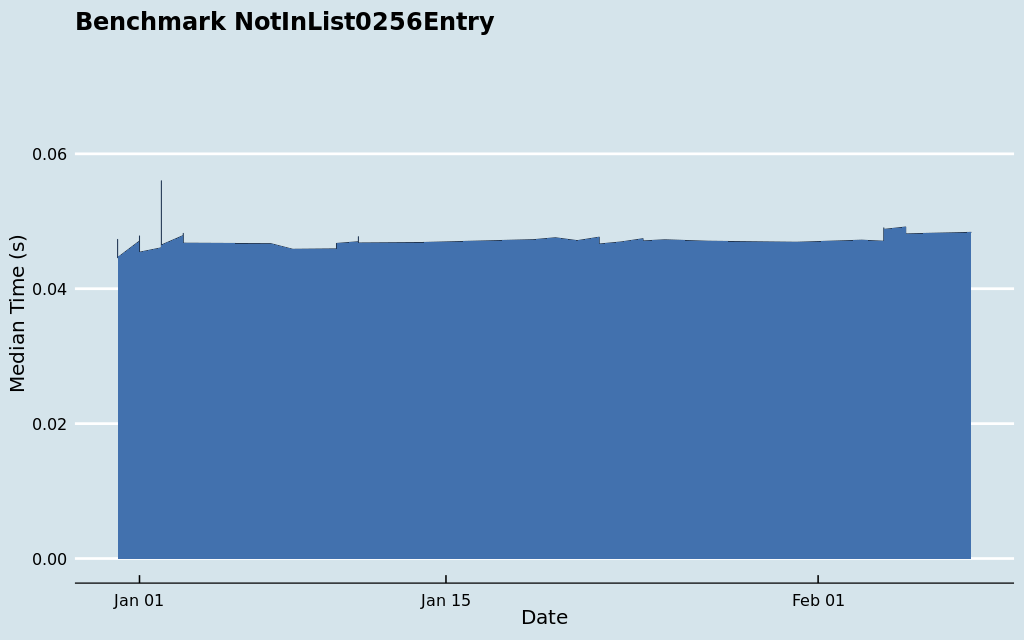 Benchmark NotInList0256Entry
0.06
0.04
0.02
0.00
Median Time (s)
Jan 01
Jan 15
Feb 01
Date